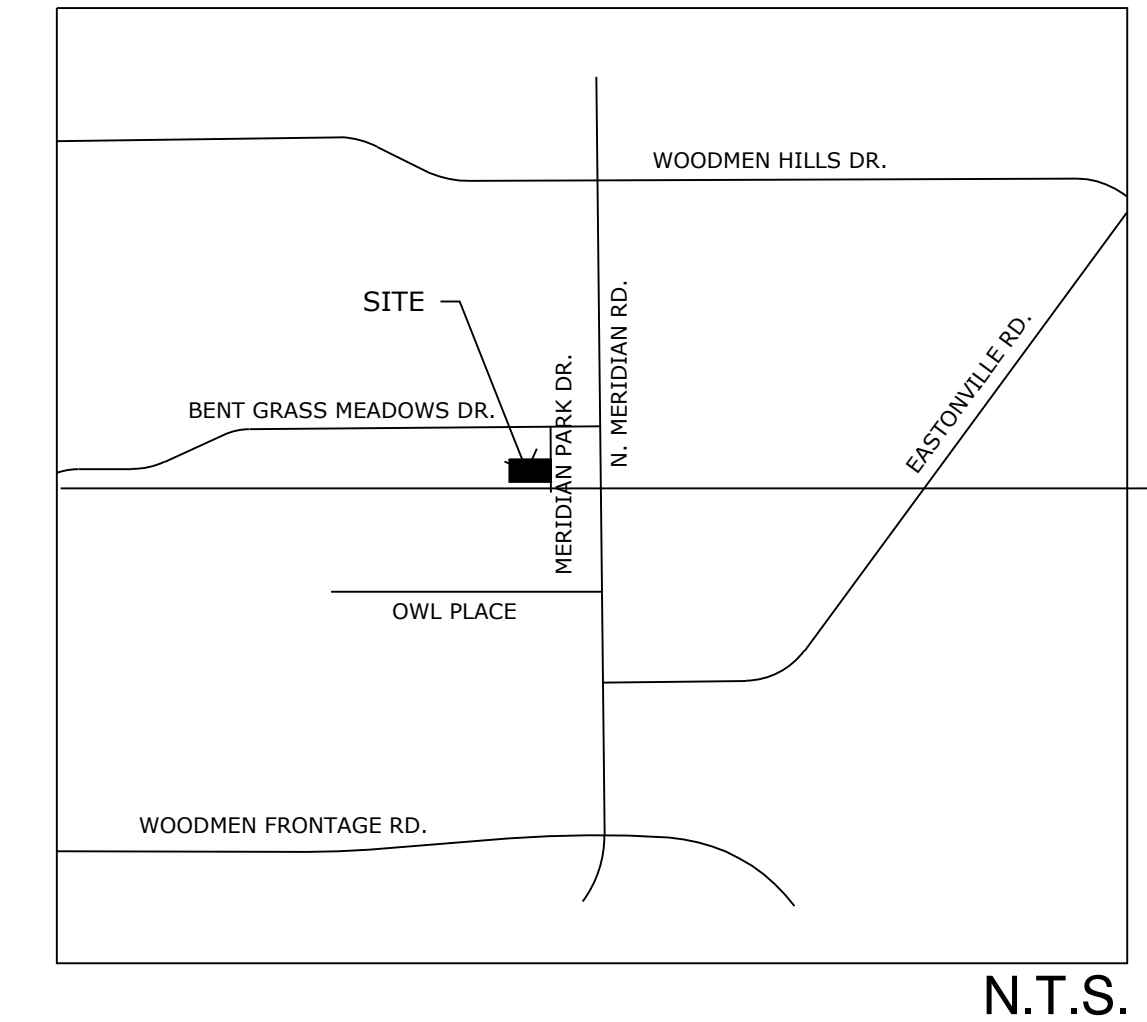 WOODMEN HILLS DR.
SITE
N. MERIDIAN RD.
EASTONVILLE RD.
MERIDIAN PARK DR.
BENT GRASS MEADOWS DR.
OWL PLACE
WOODMEN FRONTAGE RD.
N.T.S.